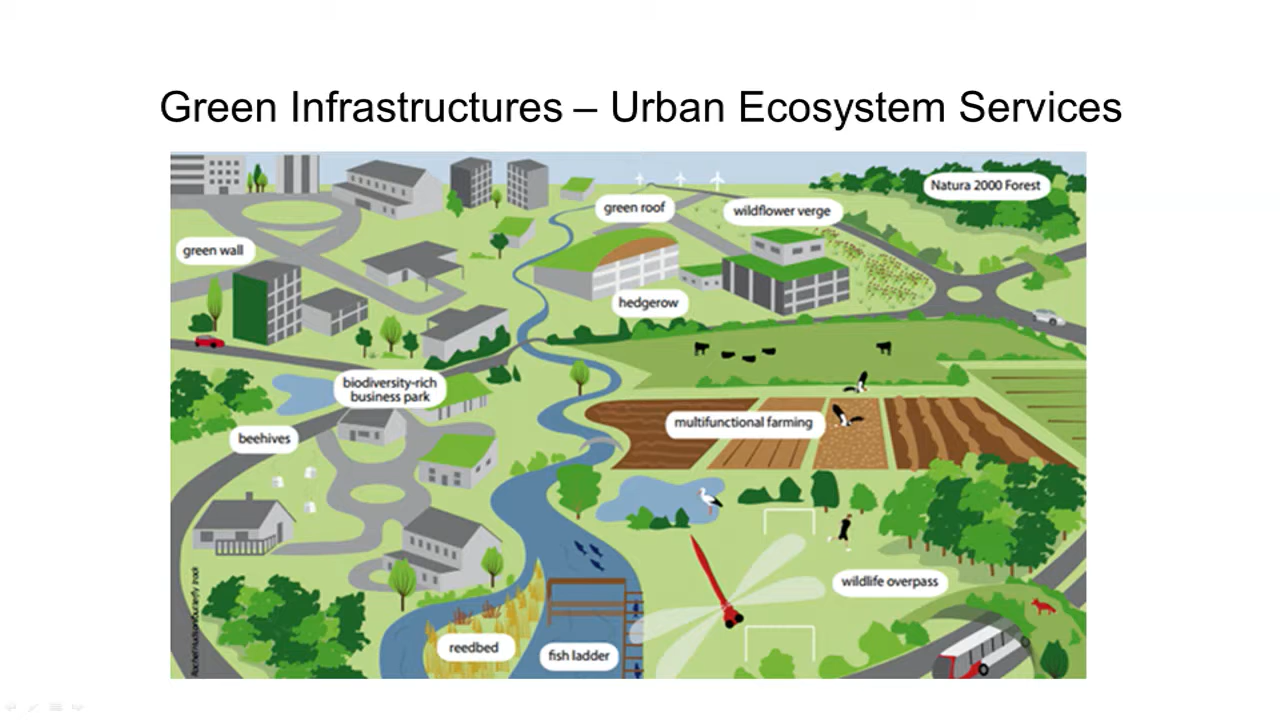 Green Infrastructures – Urban Ecosystem Services
Natura 2000 Forest
green roof
wildflower verge
green wall
hedgerow
biodiversity-rich
business park
multifunctional farming
beehives
wildlife overpass
reedbed
fish ladder